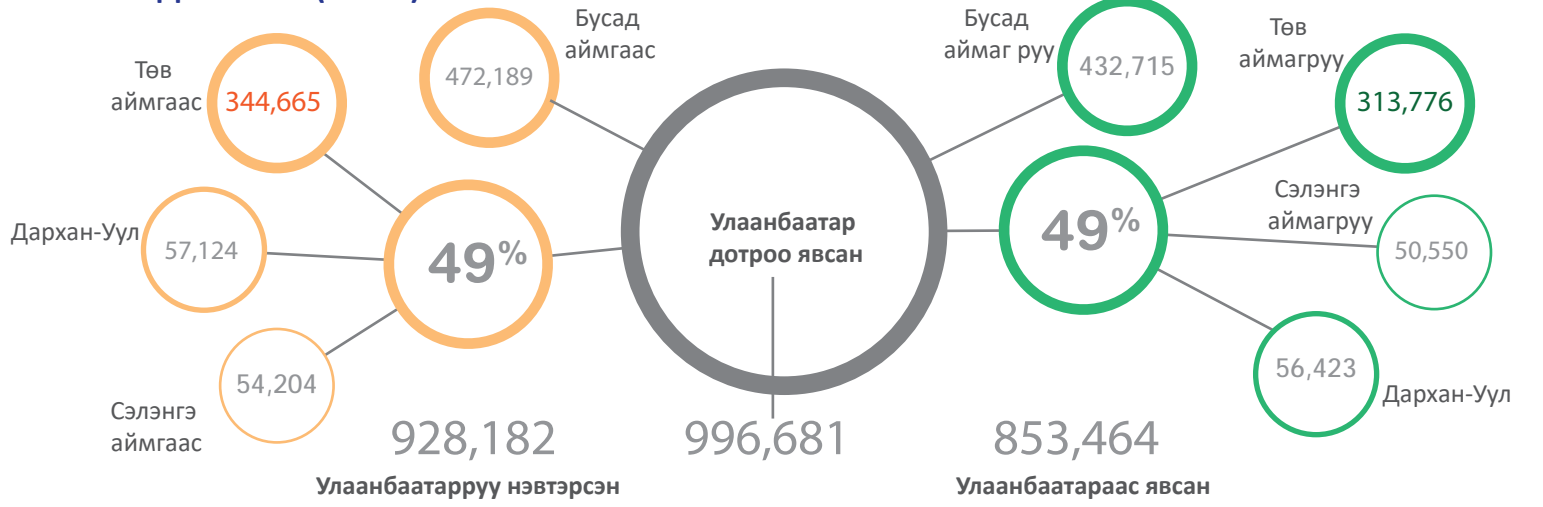 Төв
аймгаас
344,665
Бусад
аймгаас
472,189
Дархан-Уул
57,124
49%
Сэлэнгэ
аймгаас
54,204
928,182
Улаанбаатарруу нэвтэрсэн
Улаанбаатар
дотроо явсан
996,681
Бусад
аймаг руу
432,715
Төв
аймагруу
313,776
49%
Сэлэнгэ
аймагруу
50,550
56,423
Дархан-Уул
853,464
Улаанбаатараас явсан